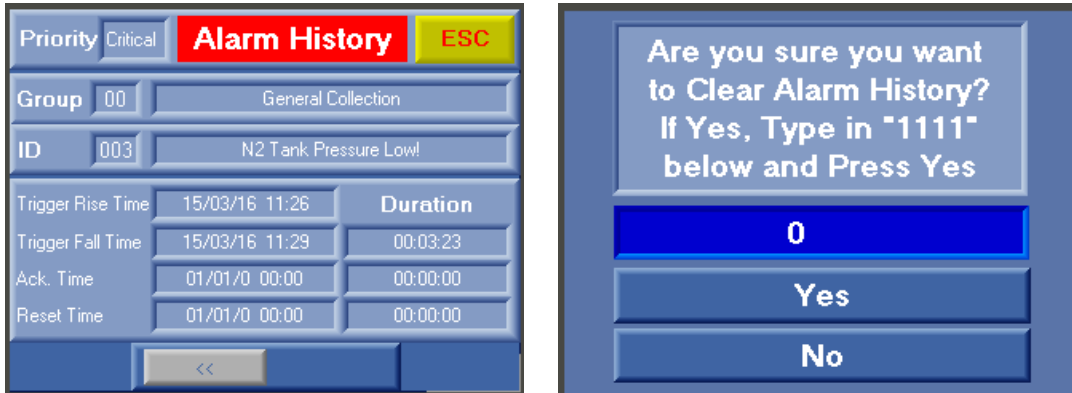 Priority Critical Alarm History ESC
Group 00 General Collection
ID 003 N2 Tank Pressure Low!
Trigger Rise Time 15/03/16 11:26 Duration
Trigger Fall Time 15/03/16 11:29 00:03:23
Ack. Time 01/01/0 00:00 00:00:00
Reset Time 01/01/0 00:00 00:00:00
<<
Are you sure you want
to Clear Alarm History?
If Yes, Type in "1111"
below and Press Yes
0
Yes
No